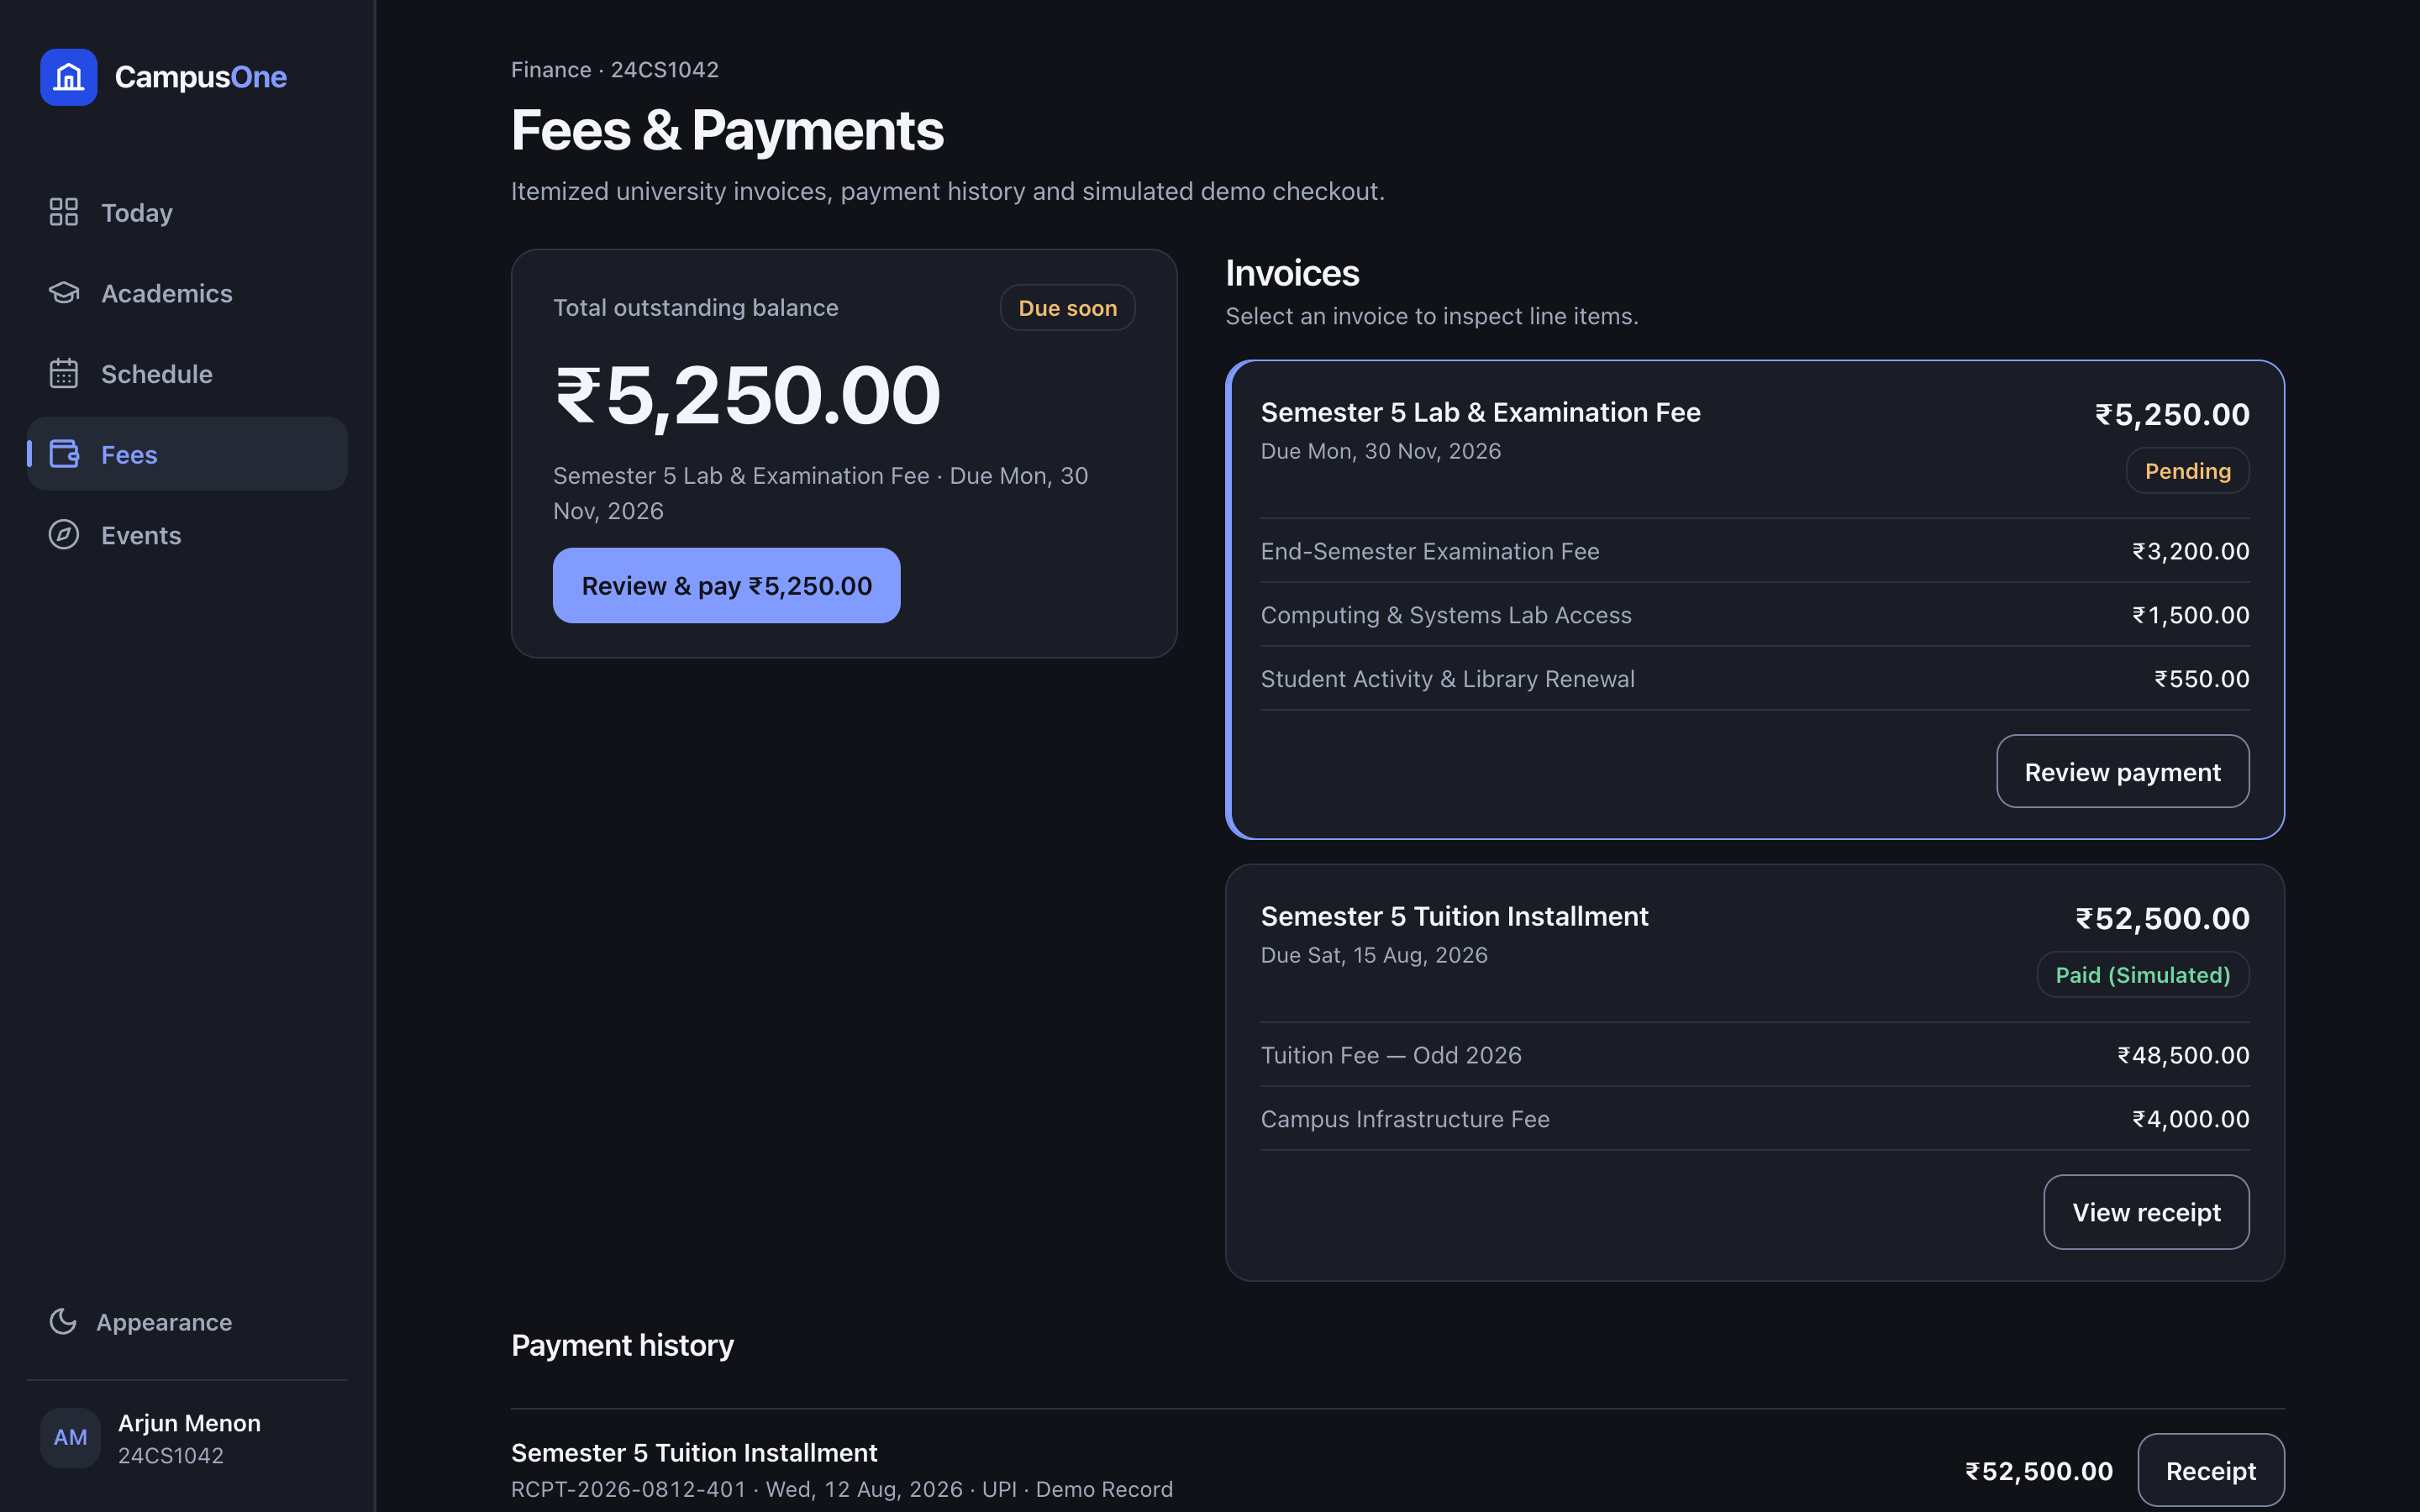 CampusOne
Today
Academics
Schedule
Fees
Events
Appearance
AM
Arjun Menon
24CS1042
Finance · 24CS1042
Fees & Payments
Itemized university invoices, payment history and simulated demo checkout.
Total outstanding balance
Due soon
₹5,250.00
Semester 5 Lab & Examination Fee · Due Mon, 30
Nov, 2026
Review & pay ₹5,250.00
Invoices
Select an invoice to inspect line items.
Semester 5 Lab & Examination Fee
₹5,250.00
Due Mon, 30 Nov, 2026
Pending
End-Semester Examination Fee
₹3,200.00
Computing & Systems Lab Access
₹1,500.00
Student Activity & Library Renewal
₹550.00
Review payment
Semester 5 Tuition Installment
₹52,500.00
Due Sat, 15 Aug, 2026
Paid (Simulated)
Tuition Fee — Odd 2026
₹48,500.00
Campus Infrastructure Fee
₹4,000.00
View receipt
Payment history
Semester 5 Tuition Installment
RCPT-2026-0812-401 · Wed, 12 Aug, 2026 · UPI · Demo Record
₹52,500.00
Receipt